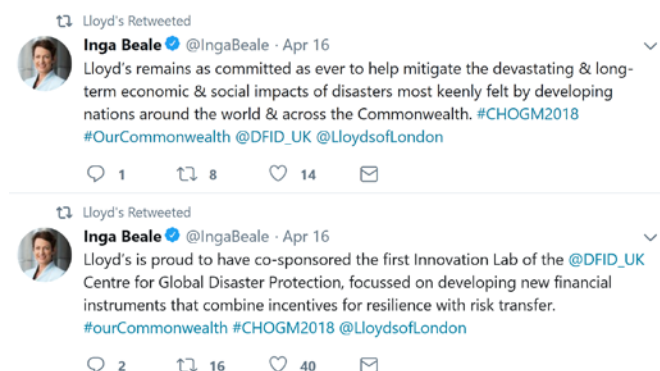 Lloyd's Retweeted
Inga Beale @IngaBeale · Apr 16
Lloyd's remains as committed as ever to help mitigate the devastating & long-
term economic & social impacts of disasters most keenly felt by developing
nations around the world & across the Commonwealth. #CHOGM2018
#OurCommonwealth @DFID_UK @LloydsofLondon
1 8 14
Lloyd's Retweeted
Inga Beale @IngaBeale · Apr 16
Lloyd's is proud to have co-sponsored the first Innovation Lab of the @DFID_UK
Centre for Global Disaster Protection, focussed on developing new financial
instruments that combine incentives for resilience with risk transfer.
#ourCommonwealth #CHOGM2018 @LloydsofLondon
2 16 40